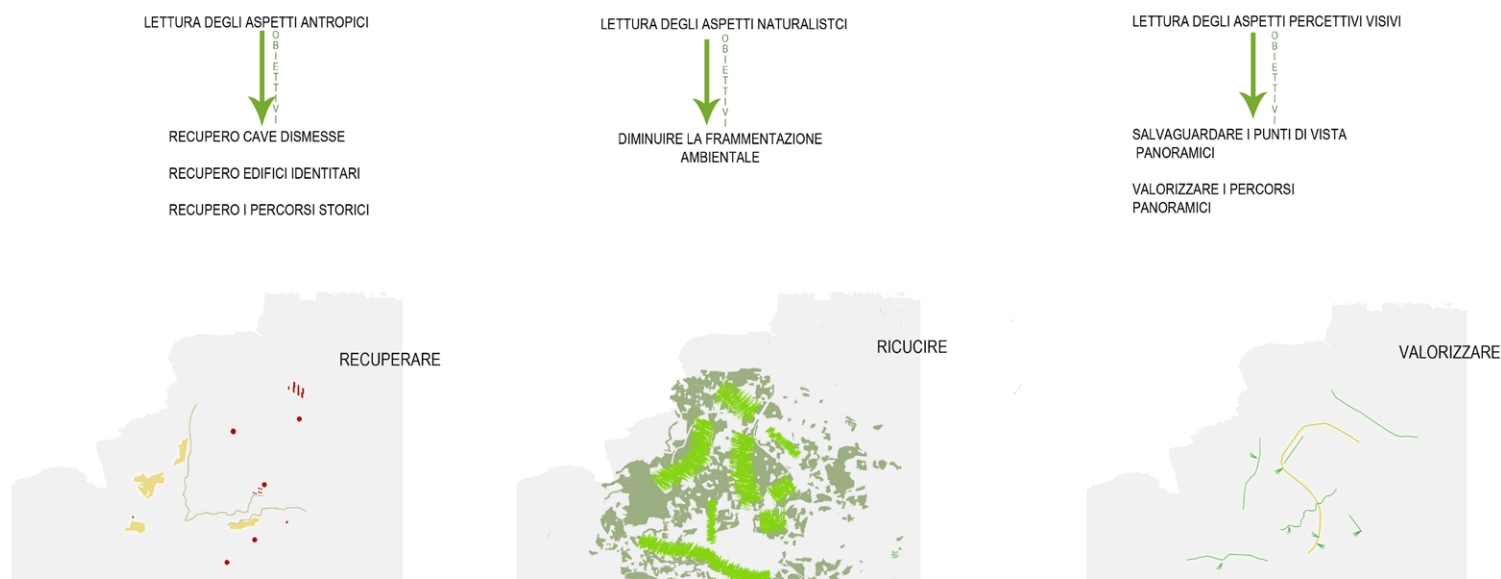 LETTURA DEGLI ASPETTI ANTROPICI
OBIETTIVI
RECUPERO CAVE DISMESSE
RECUPERO EDIFICI IDENTITARI
RECUPERO I PERCORSI STORICI
RECUPERARE
LETTURA DEGLI ASPETTI NATURALISTCI
OBIETTIVI
DIMINUIRE LA FRAMMENTAZIONE
AMBIENTALE
RICUCIRE
LETTURA DEGLI ASPETTI PERCETTIVI VISIVI
OBIETTIVI
SALVAGUARDARE I PUNTI DI VISTA
PANORAMICI
VALORIZZARE I PERCORSI
PANORAMICI
VALORIZZARE